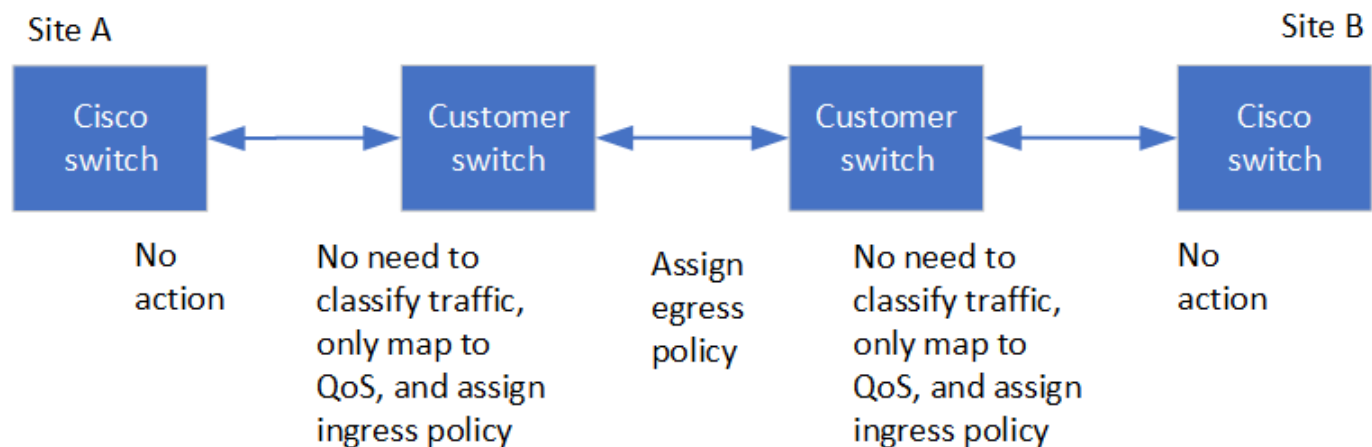 Site A
Site B
Cisco
switch
Customer
switch
Customer
switch
Cisco
switch
No
action
No need to
classify traffic,
only map to
QoS, and assign
ingress policy
Assign
egress
policy
No need to
classify traffic,
only map to
QoS, and assign
ingress policy
No
action